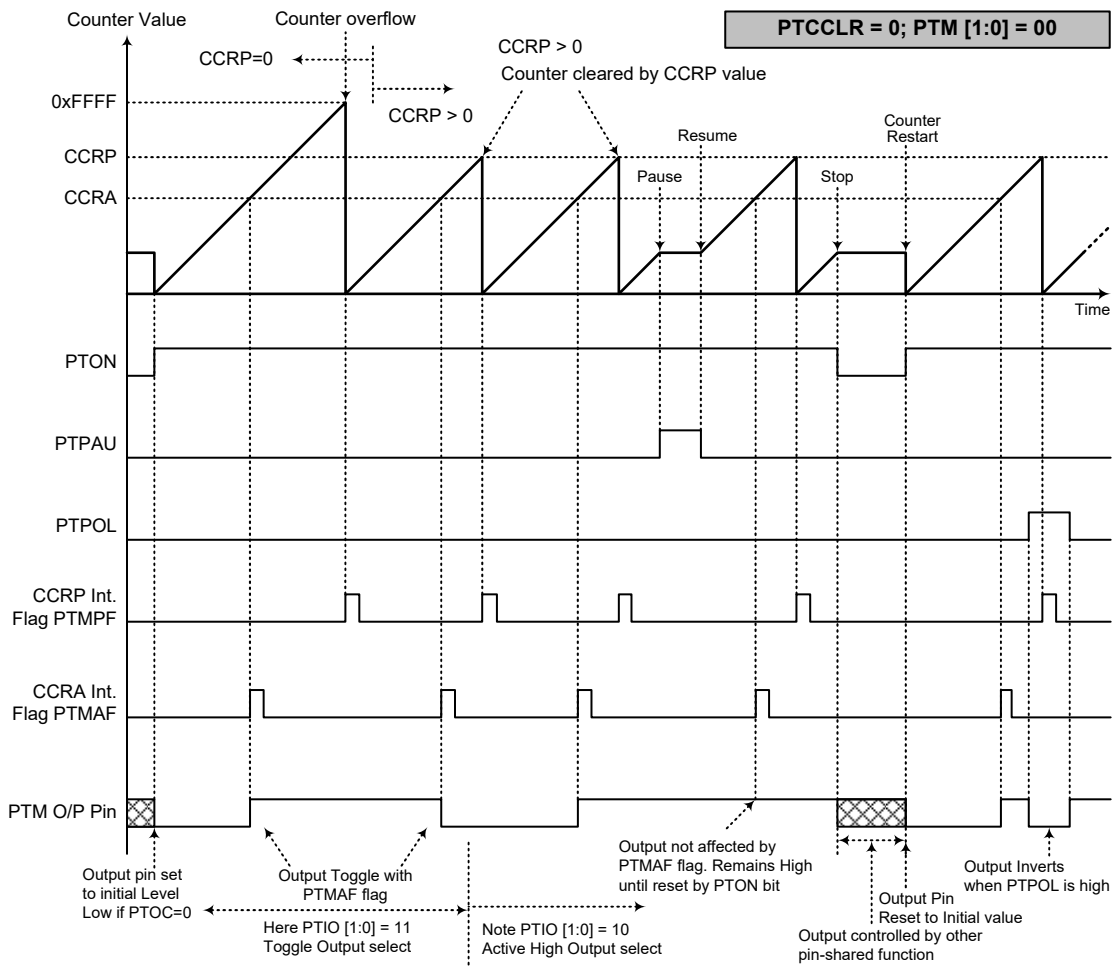 Counter Value
Counter overflow
PTCCLR = 0; PTM [1:0] = 00
CCRP=0
CCRP > 0
CCRP > 0
Counter cleared by CCRP value
0xFFFF
CCRP
CCRA
Pause
Resume
Stop
Counter
Restart
Time
PTON
PTPAU
PTPOL
CCRP Int.
Flag PTMPF
CCRA Int.
Flag PTMAF
PTM O/P Pin
Output pin set
to initial Level
Low if PTOC=0
Output Toggle with
PTMAF flag
Here PTIO [1:0] = 11
Toggle Output select
Note PTIO [1:0] = 10
Active High Output select
Output not affected by
PTMAF flag. Remains High
until reset by PTON bit
Output Pin
Reset to Initial value
Output controlled by other
pin-shared function
Output Inverts
when PTPOL is high